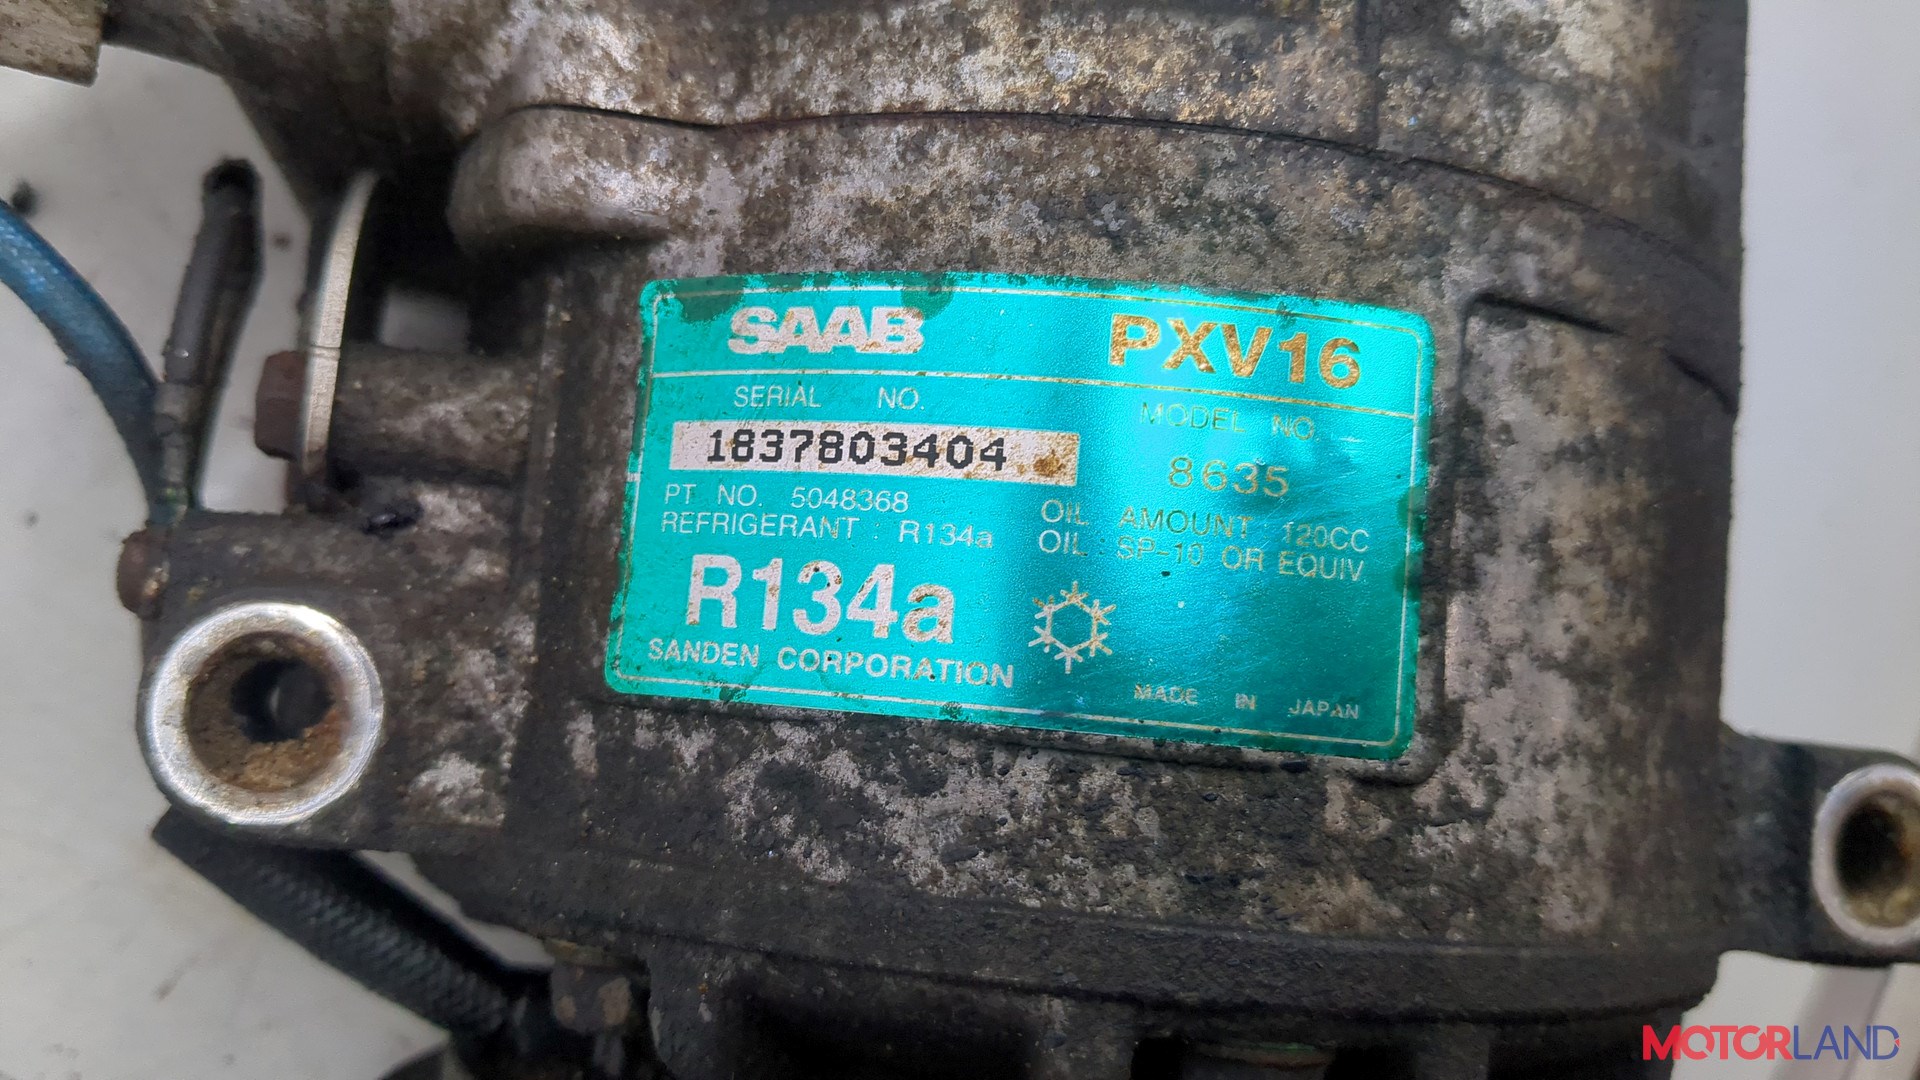 SAAB PXV16
SERIAL NO. MODEL NO.
1837803404 8635
PT NO. 5048368 OIL AMOUNT : 120CC
REFRIGERANT : R134a OIL : SP-10 OR EQUIV
R134a
SANDEN CORPORATION
MADE IN JAPAN
MOTORLAND